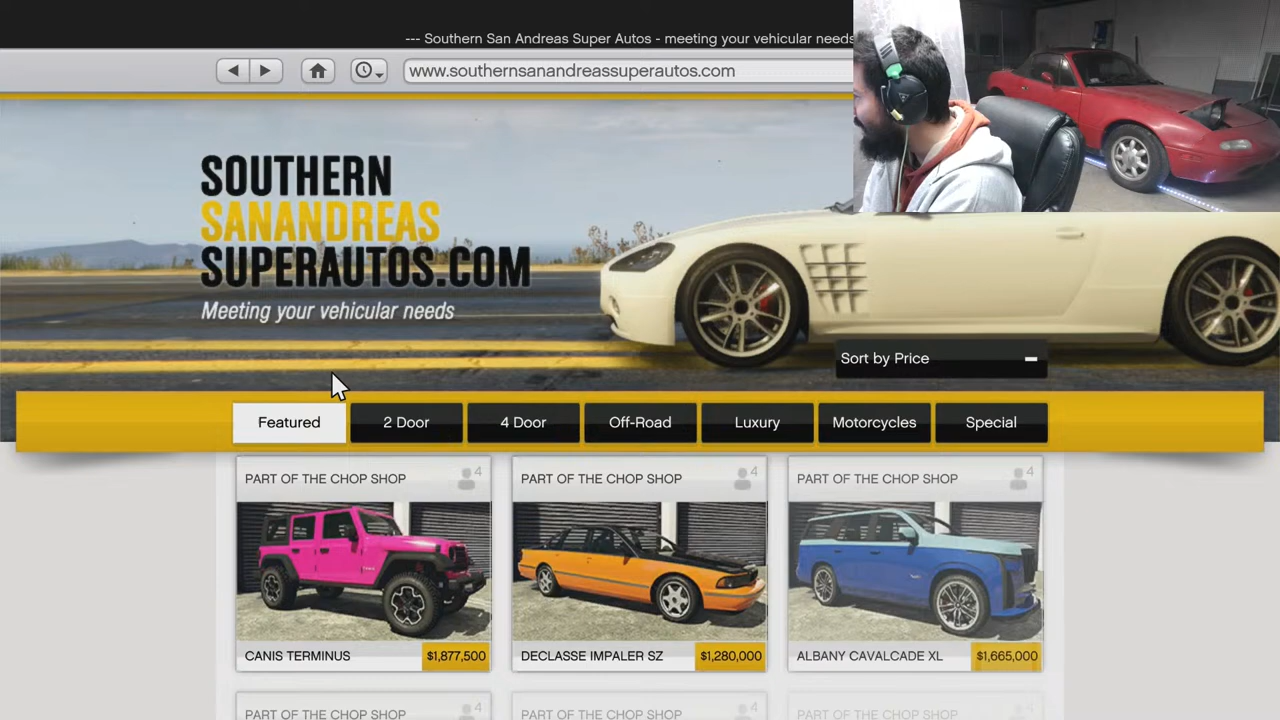 --- Southern San Andreas Super Autos - meeting your vehicular needs
www.southernsanandreassuperautos.com
SOUTHERN
SANANDREAS
SUPERAUTOS.COM
Meeting your vehicular needs
Sort by Price
Featured
2 Door
4 Door
Off-Road
Luxury
Motorcycles
Special
PART OF THE CHOP SHOP
4
PART OF THE CHOP SHOP
4
PART OF THE CHOP SHOP
4
CANIS TERMINUS
$1,877,500
DECLASSE IMPALER SZ
$1,280,000
ALBANY CAVALCADE XL
$1,665,000
PART OF THE CHOP SHOP
4
PART OF THE CHOP SHOP
4
PART OF THE CHOP SHOP
4